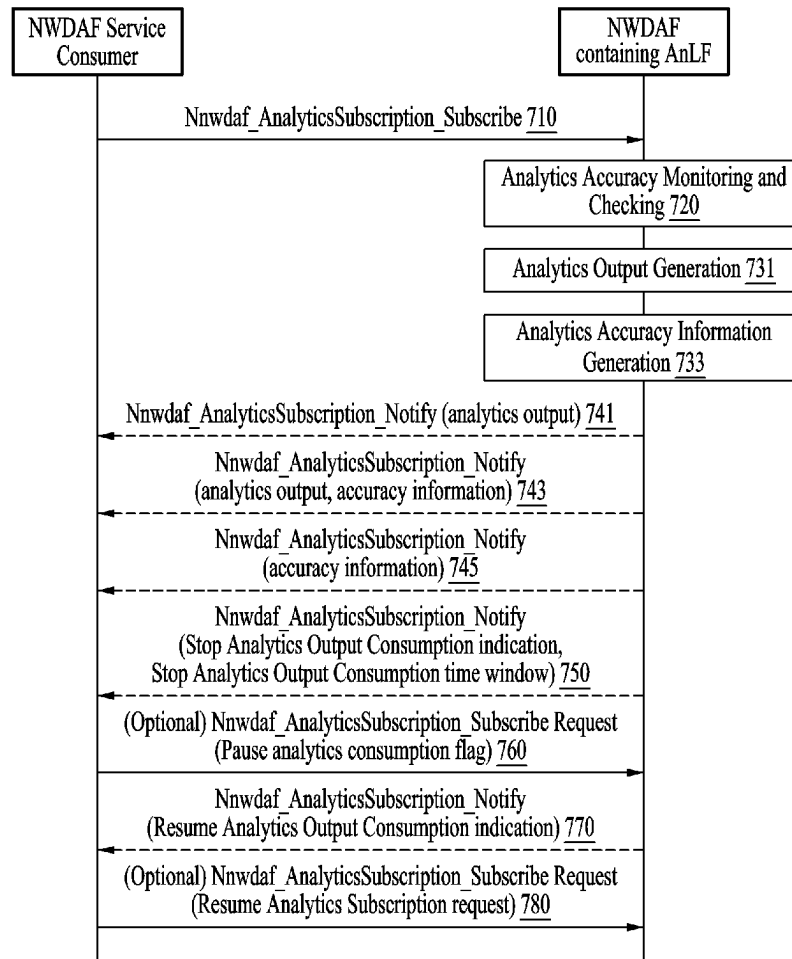 NWDAF Service
Consumer
NWDAF
containing AnLF
Nnwdaf_AnalyticsSubscription_Subscribe 710
Analytics Accuracy Monitoring and
Checking 720
Analytics Output Generation 731
Analytics Accuracy Information
Generation 733
Nnwdaf_AnalyticsSubscription_Notify (analytics output) 741
Nnwdaf_AnalyticsSubscription_Notify
(analytics output, accuracy information) 743
Nnwdaf_AnalyticsSubscription_Notify
(accuracy information) 745
Nnwdaf_AnalyticsSubscription_Notify
(Stop Analytics Output Consumption indication,
Stop Analytics Output Consumption time window) 750
(Optional) Nnwdaf_AnalyticsSubscription_Subscribe Request
(Pause analytics consumption flag) 760
Nnwdaf_AnalyticsSubscription_Notify
(Resume Analytics Output Consumption indication) 770
(Optional) Nnwdaf_AnalyticsSubscription_Subscribe Request
(Resume Analytics Subscription request) 780